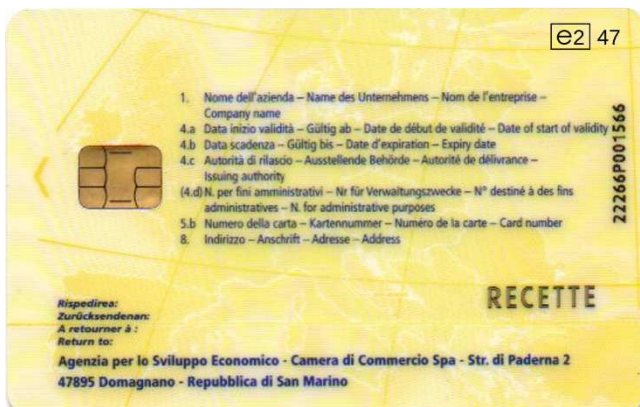 e2 47
1. Nome dell'azienda – Name des Unternehmens – Nom de l'entreprise –
Company name
4.a Data inizio validità – Gültig ab – Date de début de validité – Date of start of validity
4.b Data scadenza – Gültig bis – Date d'expiration – Expiry date
4.c Autorità di rilascio – Ausstellende Behörde – Autorité de délivrance –
Issuing authority
(4.d) N. per fini amministrativi – Nr für Verwaltungszwecke – N° destiné à des fins
administratives – N. for administrative purposes
5.b Numero della carta – Kartennummer – Numéro de la carte – Card number
8. Indirizzo – Anschrift – Adresse – Address
22266P001566
RECETTE
Rispedirea:
Zurücksendenan:
A retourner à :
Return to:
Agenzia per lo Sviluppo Economico - Camera di Commercio Spa - Str. di Paderna 2
47895 Domagnano - Repubblica di San Marino